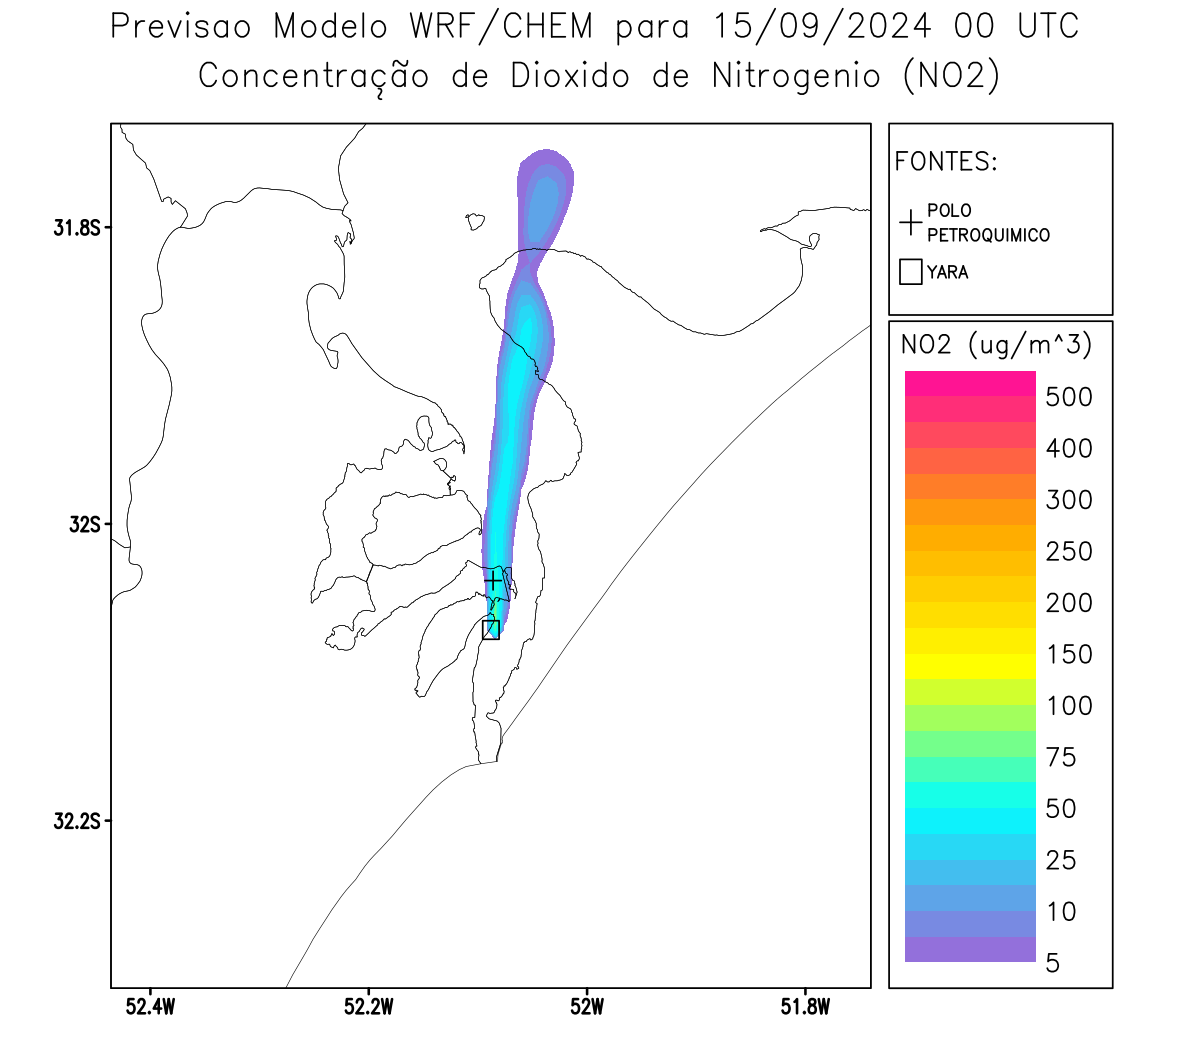 Previsao Modelo WRF/CHEM para 15/09/2024 00 UTC
Concentração de Dioxido de Nitrogenio (NO2)
FONTES:
POLO
PETROQUIMICO
YARA
31.8S
32S
32.2S
52.4W
52.2W
52W
51.8W
NO2 (ug/m^3)
500
400
300
250
200
150
100
75
50
25
10
5